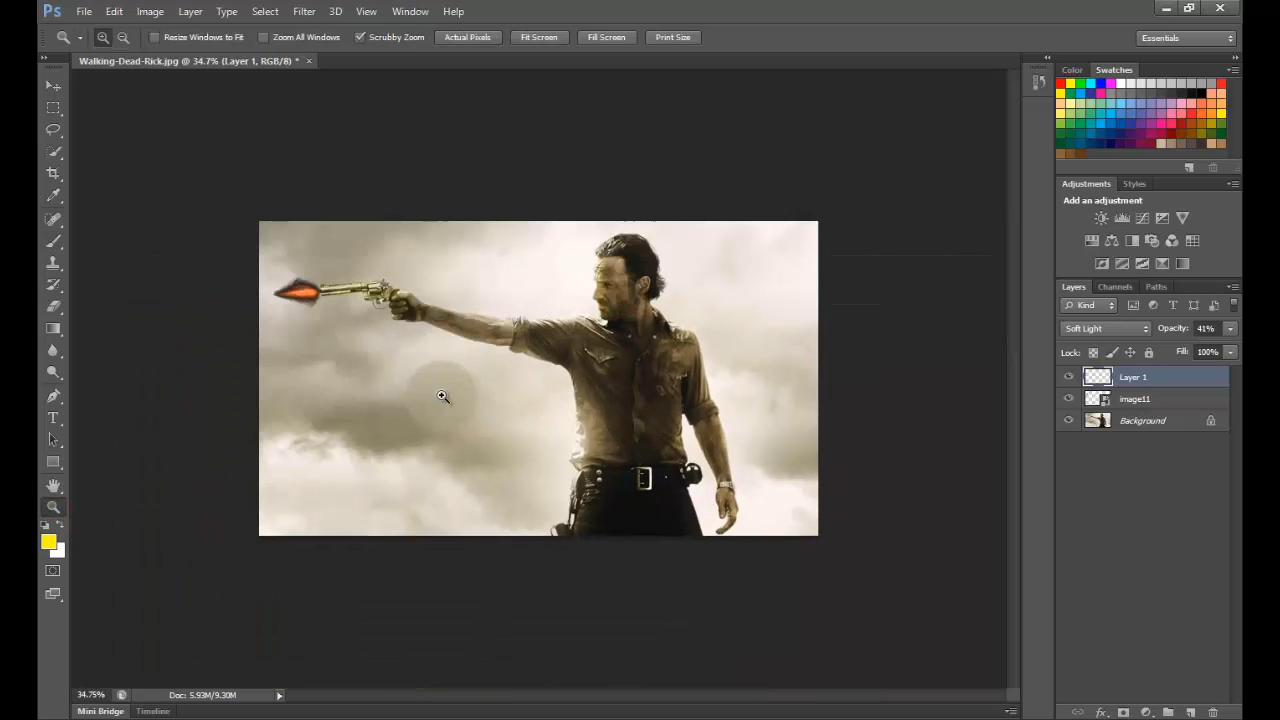 Ps File Edit Image Layer Type Select Filter 3D View Window Help
Resize Windows to Fit Zoom All Windows Scrubby Zoom Actual Pixels Fit Screen Fill Screen Print Size Essentials
Walking-Dead-Rick.jpg @ 34.7% (Layer 1, RGB/8) * ×
Color Swatches
Adjustments Styles
Add an adjustment
Layers Channels Paths
Kind
Soft Light Opacity: 41%
Lock: Fill: 100%
Layer 1
image11
Background
34.75% Doc: 5.93M/9.30M
Mini Bridge Timeline